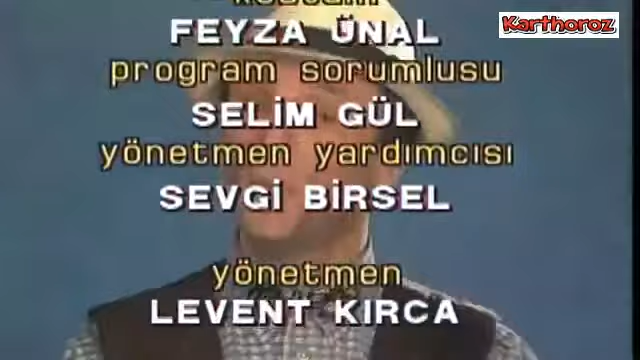 FEYZA ÜNAL
program sorumlusu
SELİM GÜL
yönetmen yardımcısı
SEVGİ BİRSEL
yönetmen
LEVENT KIRCA
Karthoroz